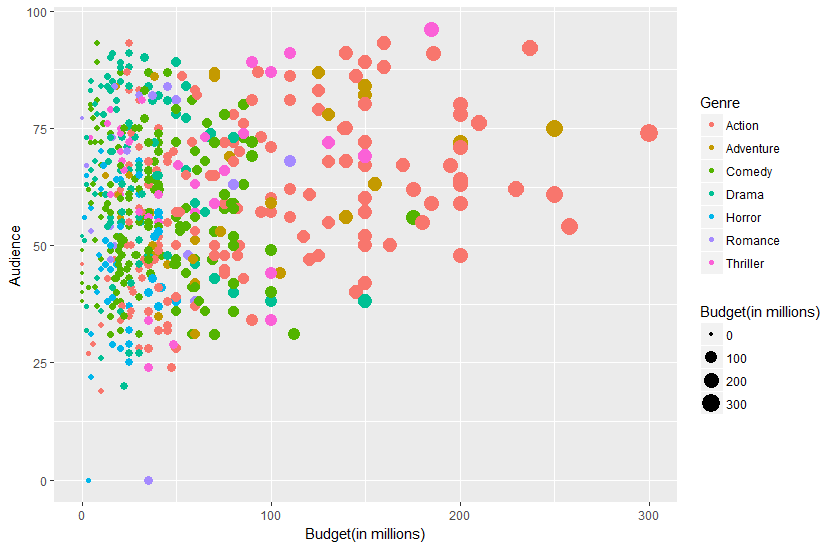 100
75
50
25
0
Audience
0
100
200
300
Budget(in millions)
Genre
Action
Adventure
Comedy
Drama
Horror
Romance
Thriller
Budget(in millions)
0
100
200
300